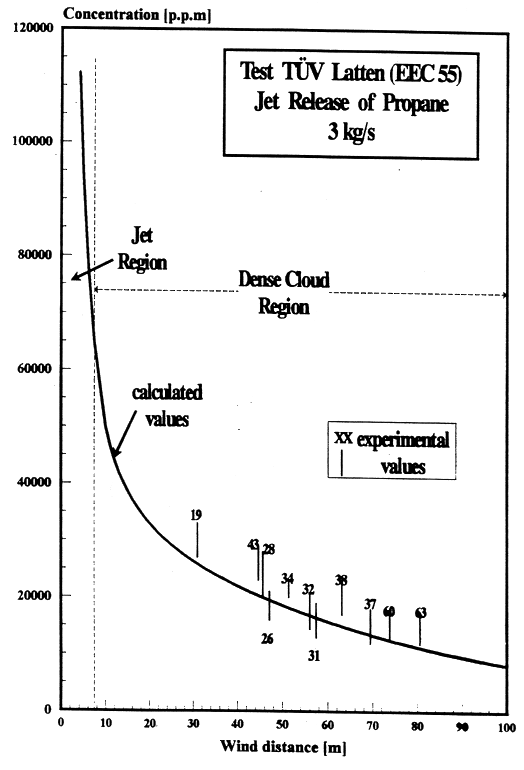 Concentration [p.p.m]
120000
100000
80000
60000
40000
20000
0
Test TÜV Latten (EEC 55)
Jet Release of Propane
3 kg/s
Jet
Region
Dense Cloud
Region
calculated
values
XX experimental
values
19
43
28
34
32
38
37
60
63
26
31
0 10 20 30 40 50 60 70 80 90 100
Wind distance [m]